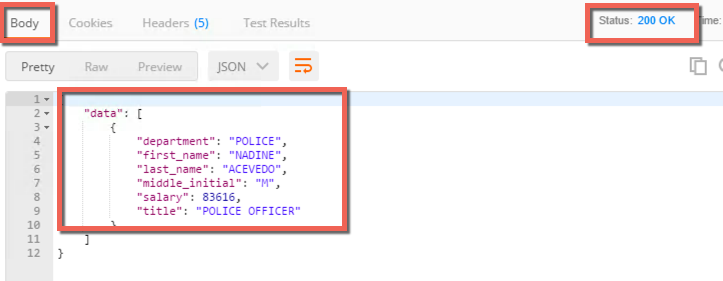 Body Cookies Headers (5) Test Results Status: 200 OK Time:
Pretty Raw Preview JSON
1
2 "data": [
3 {
4 "department": "POLICE",
5 "first_name": "NADINE",
6 "last_name": "ACEVEDO",
7 "middle_initial": "M",
8 "salary": 83616,
9 "title": "POLICE OFFICER"
10 }
11 ]
12 }